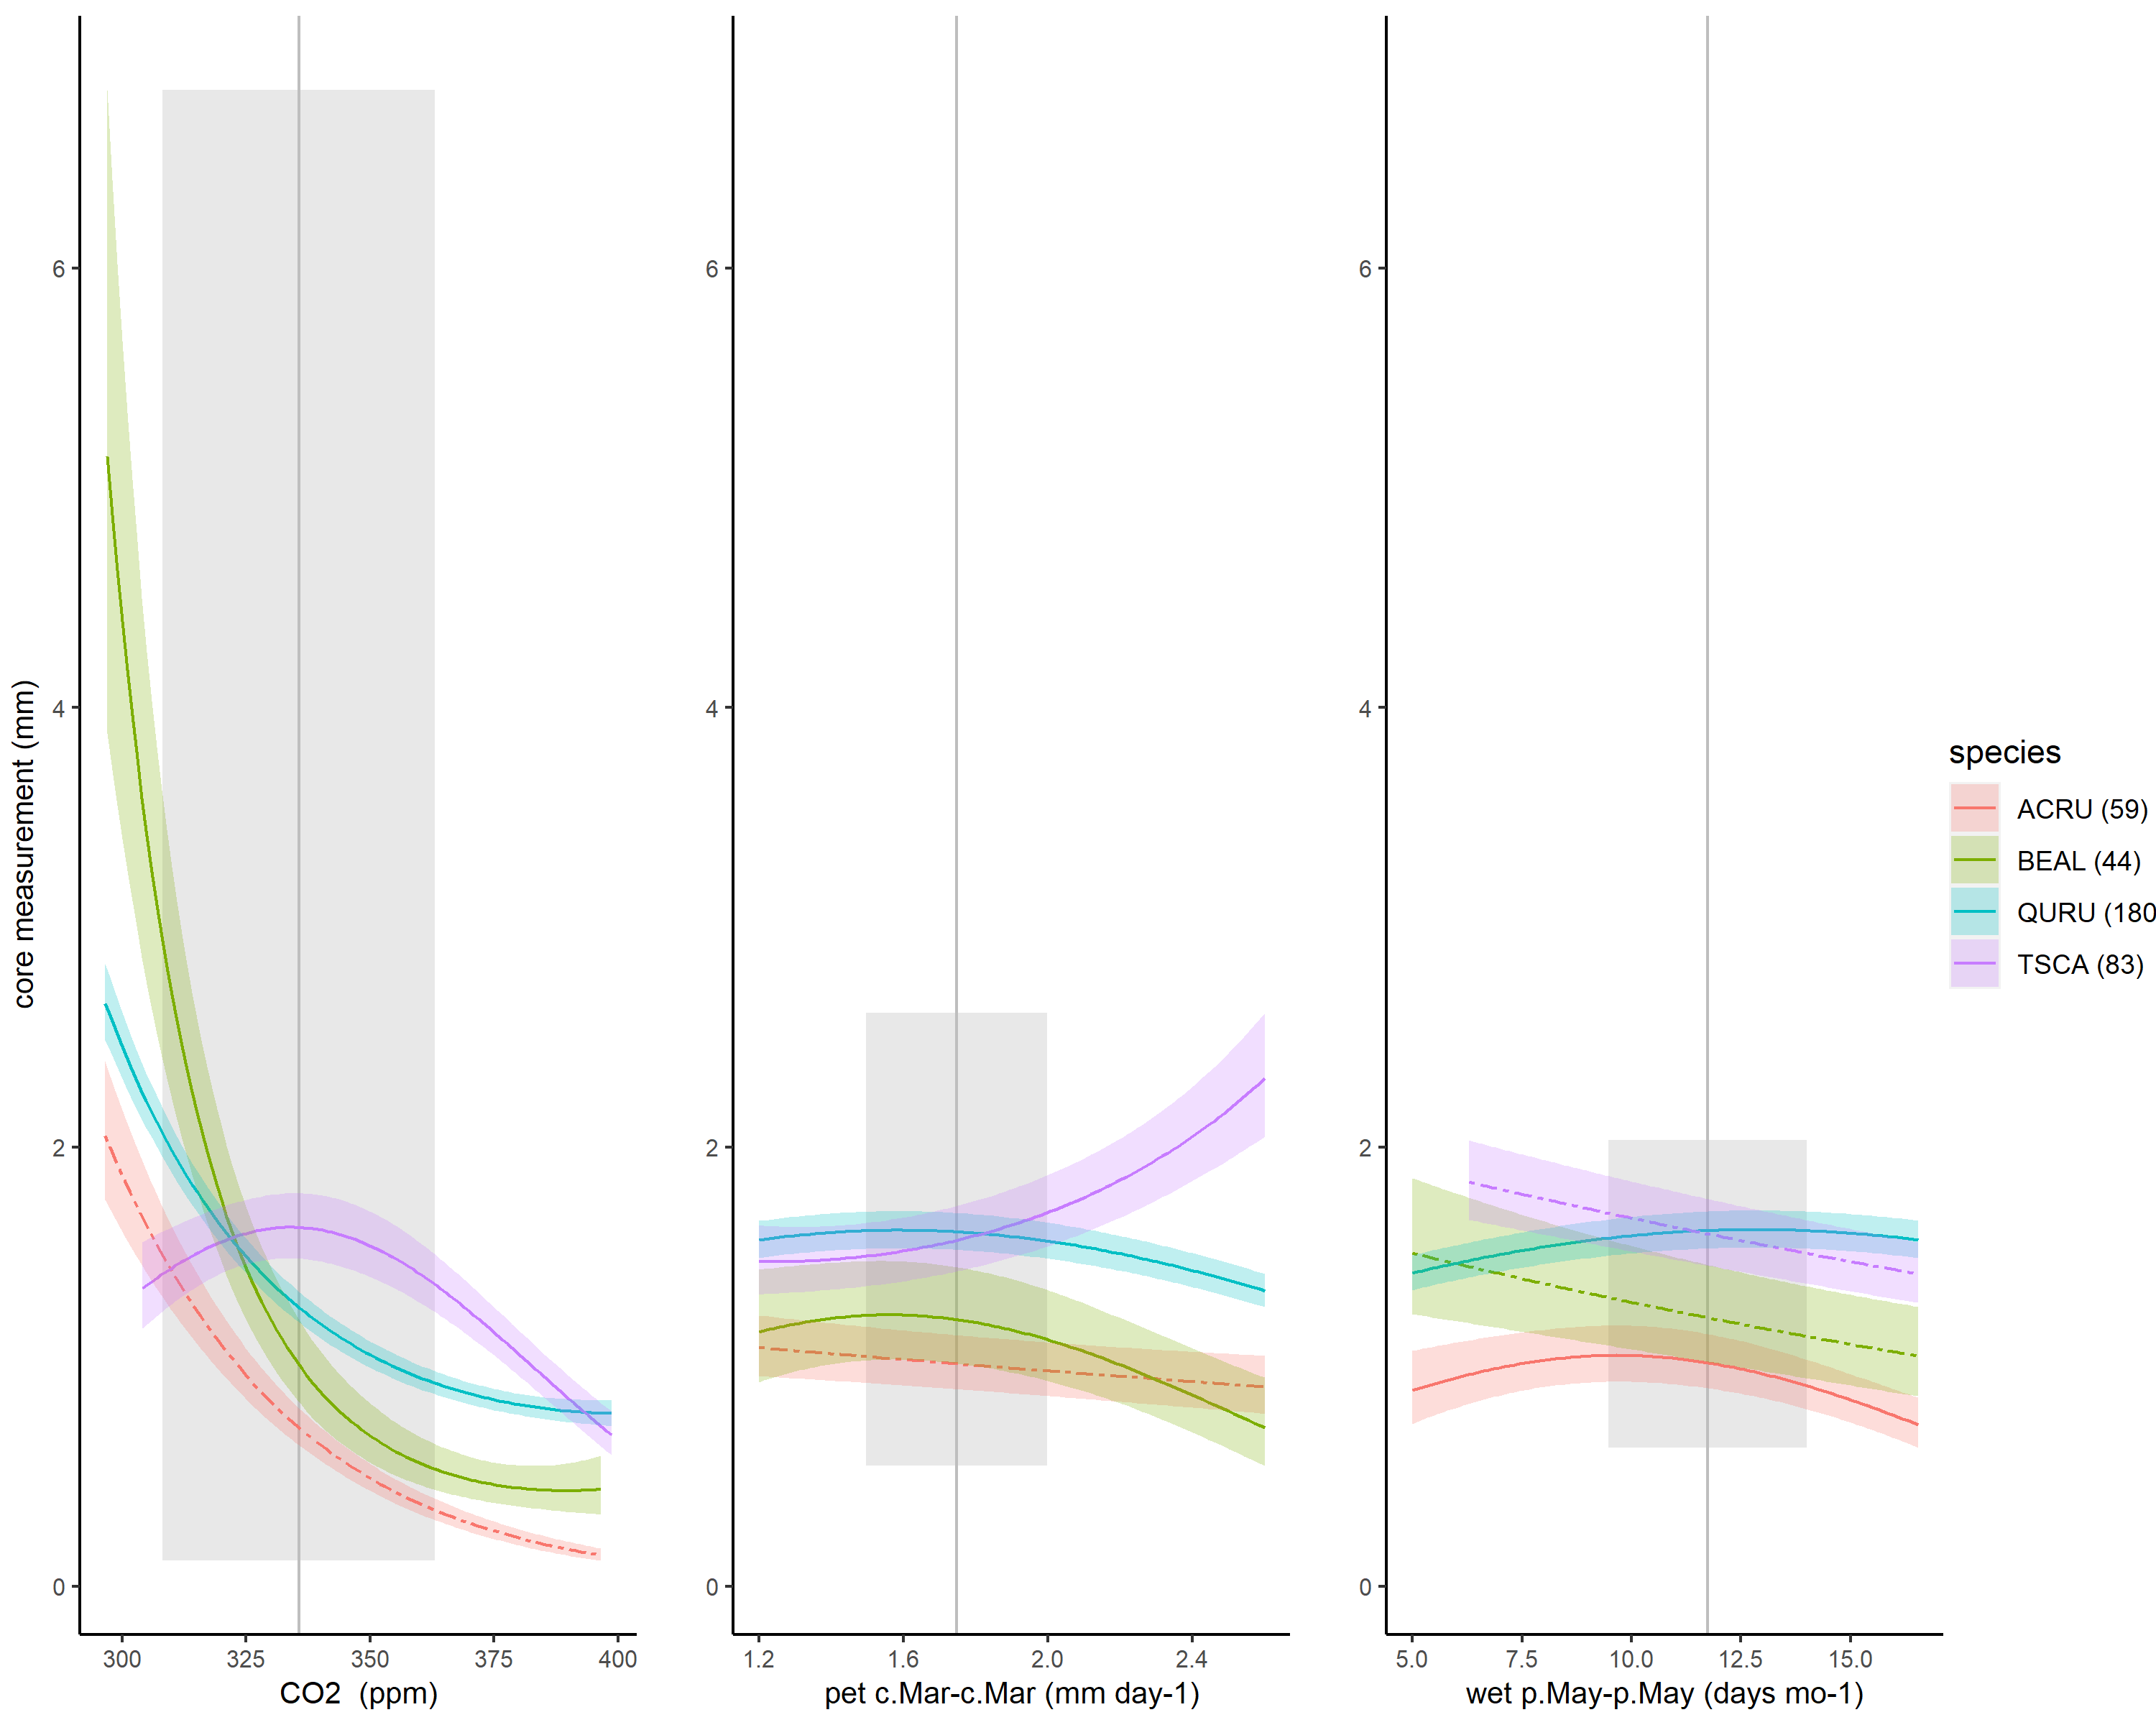 core measurement (mm)
6
4
2
0
300 325 350 375 400
CO2  (ppm)
6
4
2
0
1.2 1.6 2.0 2.4
pet c.Mar-c.Mar (mm day-1)
6
4
2
0
5.0 7.5 10.0 12.5 15.0
wet p.May-p.May (days mo-1)
species
ACRU (59)
BEAL (44)
QURU (180
TSCA (83)